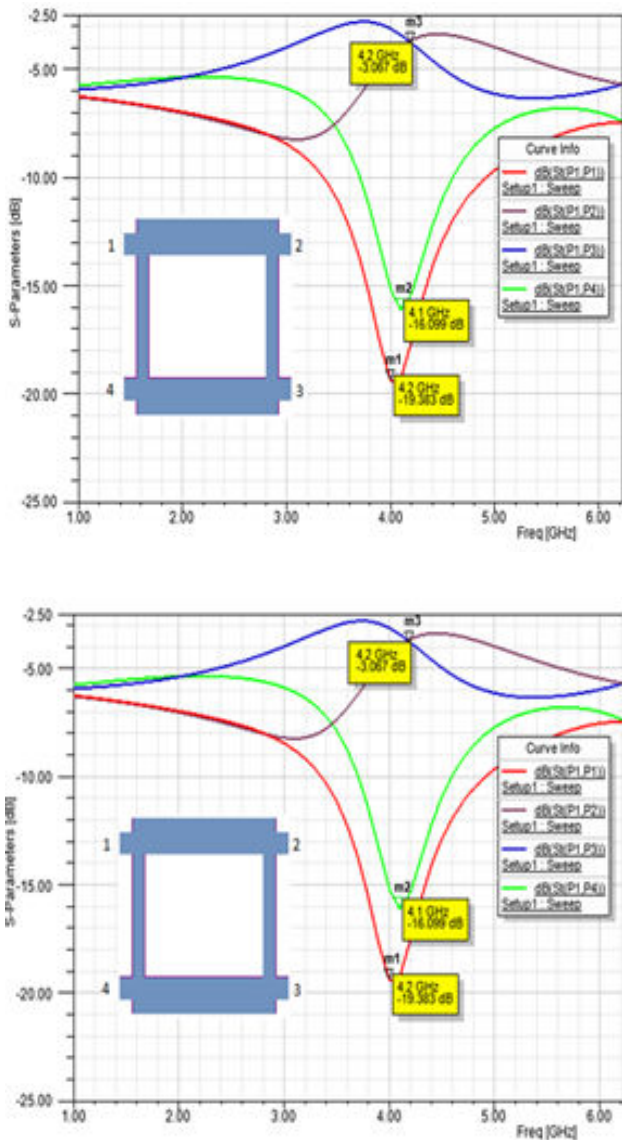 -2.50
m3
4.2 GHz
-3.067 dB
-5.00
Curve Info
dB(St(P1,P1))
Setup1 : Sweep
dB(St(P1,P2))
Setup1 : Sweep
dB(St(P1,P3))
Setup1 : Sweep
dB(St(P1,P4))
Setup1 : Sweep
-10.00
S-Parameters [dB]
1
2
4
3
-15.00
m2
4.1 GHz
-16.099 dB
m1
4.2 GHz
-19.383 dB
-20.00
-25.00
1.00 2.00 3.00 4.00 5.00 6.00
Freq [GHz]
-2.50
m3
4.2 GHz
-3.067 dB
-5.00
Curve Info
dB(St(P1,P1))
Setup1 : Sweep
dB(St(P1,P2))
Setup1 : Sweep
dB(St(P1,P3))
Setup1 : Sweep
dB(St(P1,P4))
Setup1 : Sweep
-10.00
S-Parameters [dB]
1
2
4
3
-15.00
m2
4.1 GHz
-16.099 dB
m1
4.2 GHz
-19.383 dB
-20.00
-25.00
1.00 2.00 3.00 4.00 5.00 6.00
Freq [GHz]